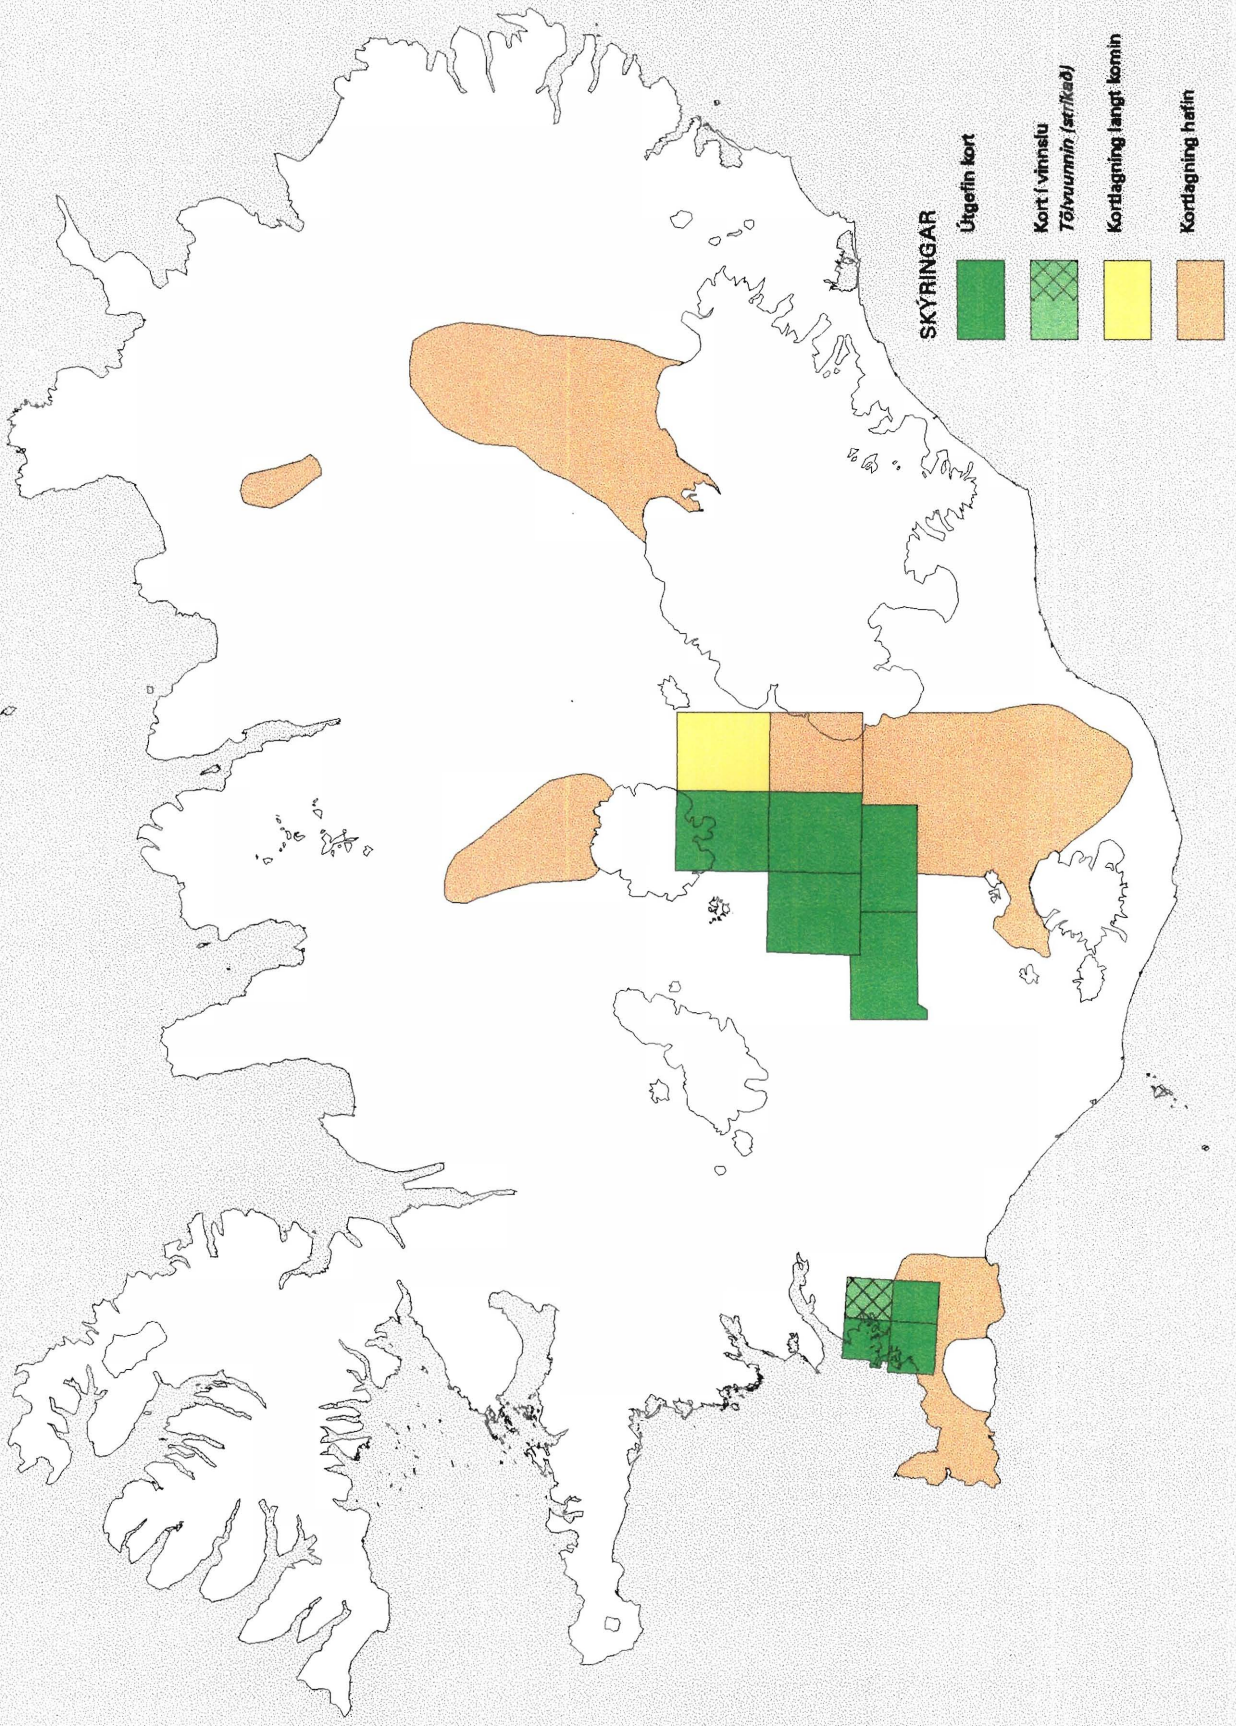 SKÝRINGAR
Útgefin kort
Kort í vinnslu
Tölvuunnin (strikað)
Kortlagning langt komin
Kortlagning hafin